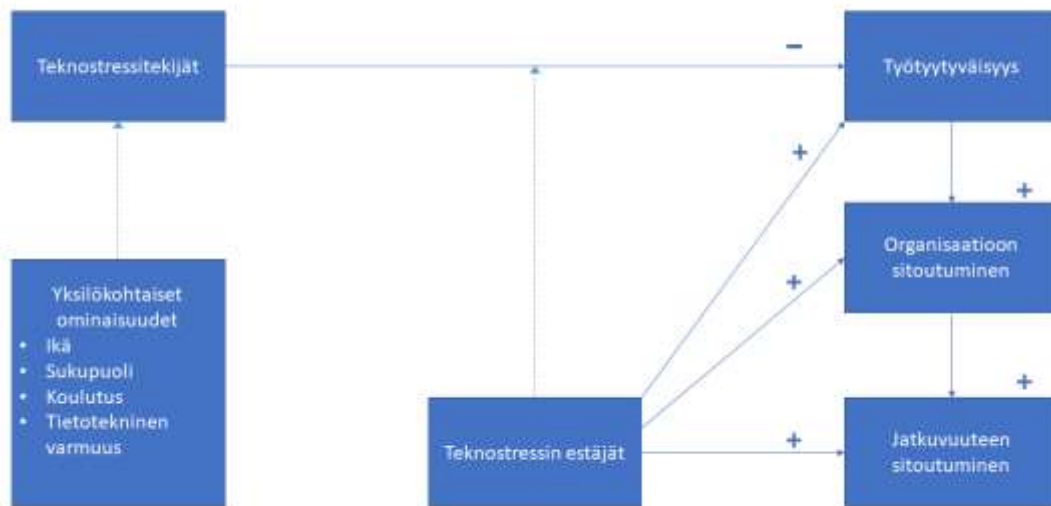 Teknostressitekijät
–
Työtyytyväisyys
+
+
Organisaatioon
sitoutuminen
+
Yksilökohtaiset
ominaisuudet
• Ikä
• Sukupuoli
• Koulutus
• Tietotekninen
varmuus
+
Teknostressin estäjät
+
Jatkuvuuteen
sitoutuminen